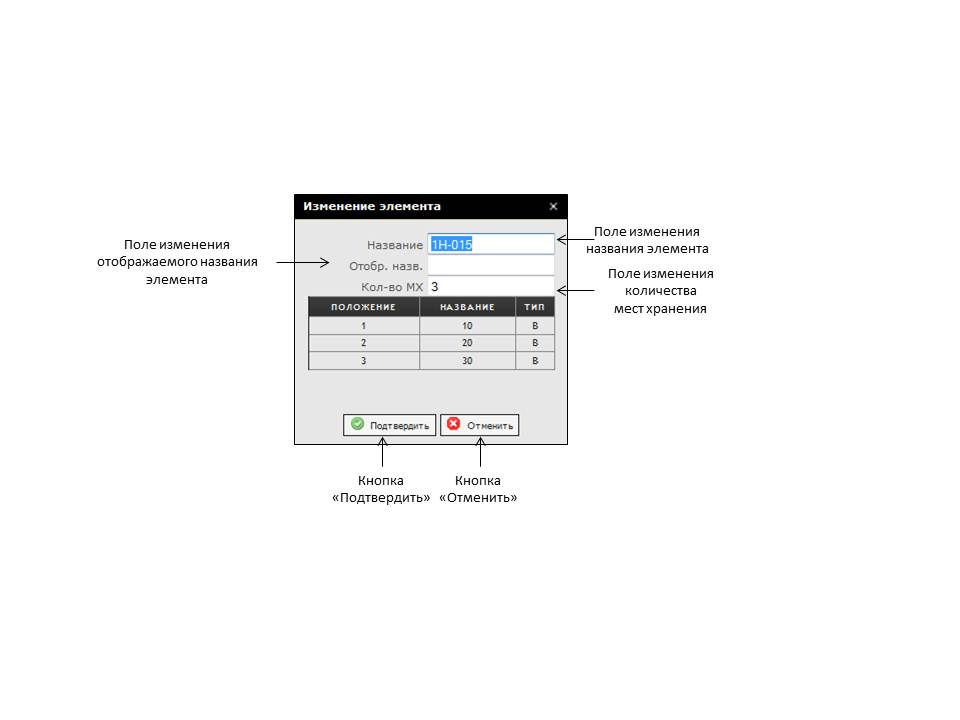 Изменение элемента
Название 1Н-015
Отобр. назв.
Кол-во МХ 3
ПОЛОЖЕНИЕ НАЗВАНИЕ ТИП
1 10 В
2 20 В
3 30 В
Подтвердить Отменить
Поле изменения
отображаемого названия
элемента
Поле изменения
названия элемента
Поле изменения
количества
мест хранения
Кнопка
«Подтвердить»
Кнопка
«Отменить»